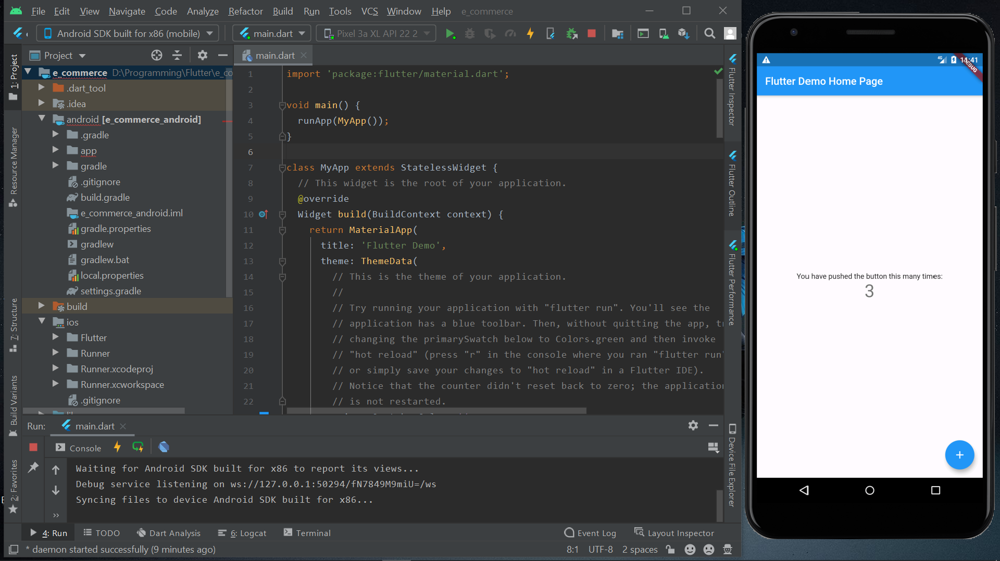 File Edit View Navigate Code Analyze Refactor Build Run Tools VCS Window Help e_commerce
Android SDK built for x86 (mobile) main.dart Pixel 3a XL API 22 2
1: Project
Resource Manager
7: Structure
Build Variants
2: Favorites
Project
e_commerce D:\Programming\Flutter\e_co
.dart_tool
.idea
android [e_commerce_android]
.gradle
app
gradle
.gitignore
build.gradle
e_commerce_android.iml
gradle.properties
gradlew
gradlew.bat
local.properties
settings.gradle
build
ios
Flutter
Runner
Runner.xcodeproj
Runner.xcworkspace
.gitignore
main.dart
1 import 'package:flutter/material.dart';
2
3 void main() {
4 runApp(MyApp());
5 }
6
7 class MyApp extends StatelessWidget {
8 // This widget is the root of your application.
9 @override
10 Widget build(BuildContext context) {
11 return MaterialApp(
12 title: 'Flutter Demo',
13 theme: ThemeData(
14 // This is the theme of your application.
15 //
16 // Try running your application with "flutter run". You'll see the
17 // application has a blue toolbar. Then, without quitting the app, tr
18 // changing the primarySwatch below to Colors.green and then invoke
19 // "hot reload" (press "r" in the console where you ran "flutter run"
20 // or simply save your changes to "hot reload" in a Flutter IDE).
21 // Notice that the counter didn't reset back to zero; the application
22 // is not restarted.
Flutter Inspector
Flutter Outline
Flutter Performance
Device File Explorer
Run: main.dart
Console
Waiting for Android SDK built for x86 to report its views...
Debug service listening on ws://127.0.0.1:50294/fN7849M9miU=/ws
Syncing files to device Android SDK built for x86...
4: Run TODO Dart Analysis 6: Logcat Terminal Event Log Layout Inspector
* daemon started successfully (9 minutes ago) 8:1 UTF-8 2 spaces
4G 11:41
DEBUG
Flutter Demo Home Page
You have pushed the button this many times:
3